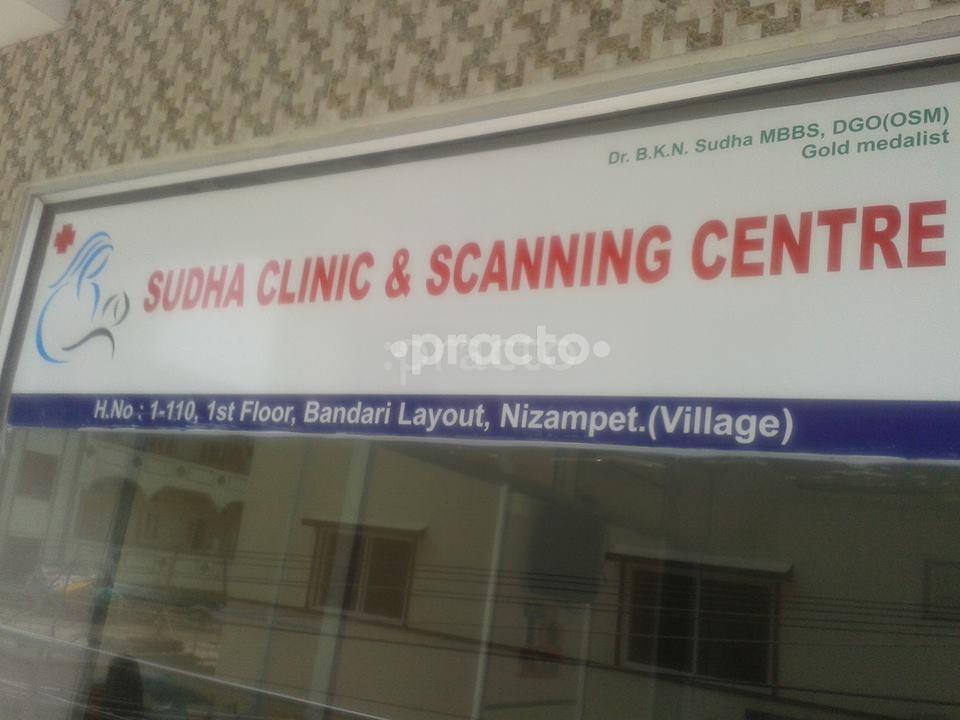 Dr. B.K.N. Sudha MBBS, DGO(OSM)
Gold medalist
SUDHA CLINIC & SCANNING CENTRE
•practo•
H.No : 1-110, 1st Floor, Bandari Layout, Nizampet.(Village)